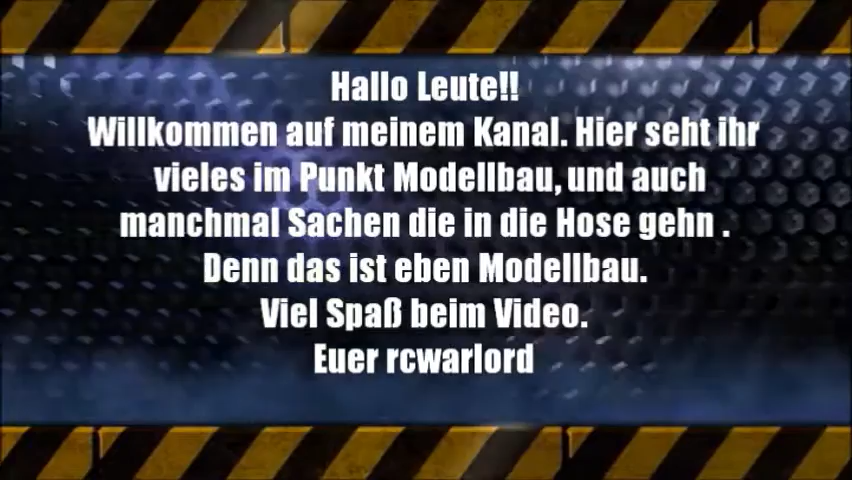 Hallo Leute!!
Willkommen auf meinem Kanal. Hier seht ihr
vieles im Punkt Modellbau, und auch
manchmal Sachen die in die Hose gehn .
Denn das ist eben Modellbau.
Viel Spaß beim Video.
Euer rcwarlord